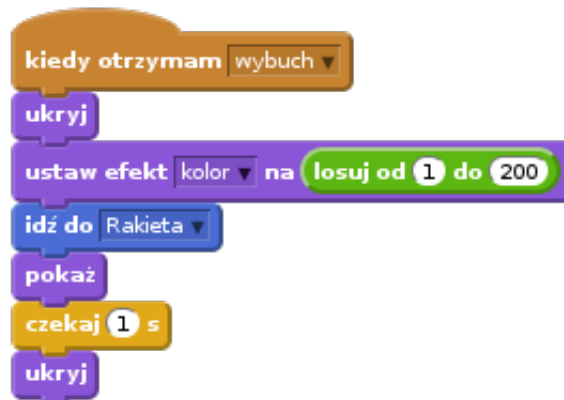 kiedy otrzymam wybuch
ukryj
ustaw efekt kolor na losuj od 1 do 200
idź do Rakieta
pokaż
czekaj 1 s
ukryj